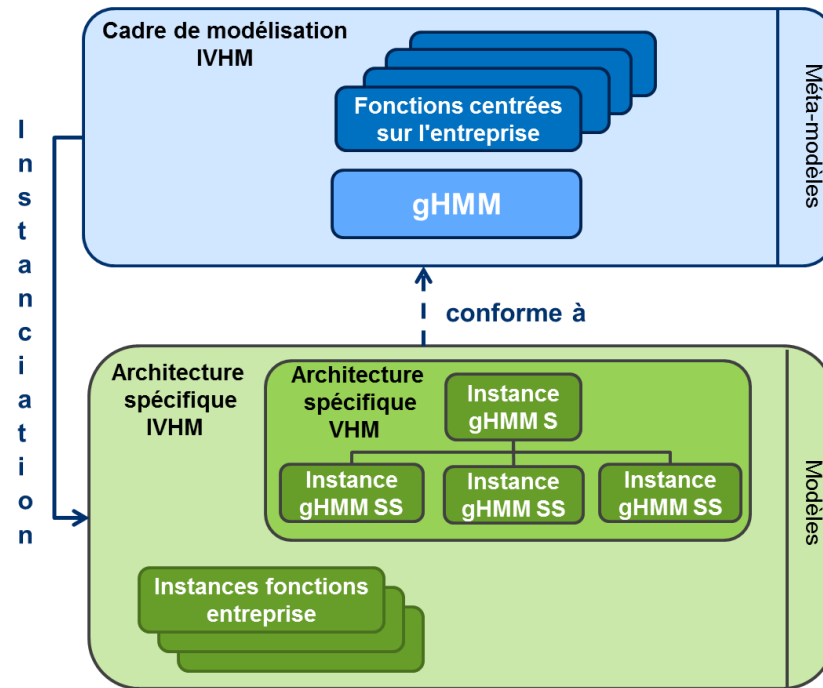 Cadre de modélisation
IVHM
Fonctions centrées
sur l'entreprise
gHMM
Méta-modèles
Instanciation
conforme à
Architecture
spécifique
IVHM
Architecture
spécifique
VHM
Instance
gHMM S
Instance
gHMM SS
Instance
gHMM SS
Instance
gHMM SS
Instances fonctions
entreprise
Modèles